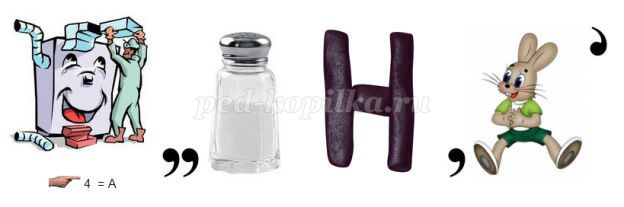 ,, Н , ’
ped-kopilka.ru
4 = А